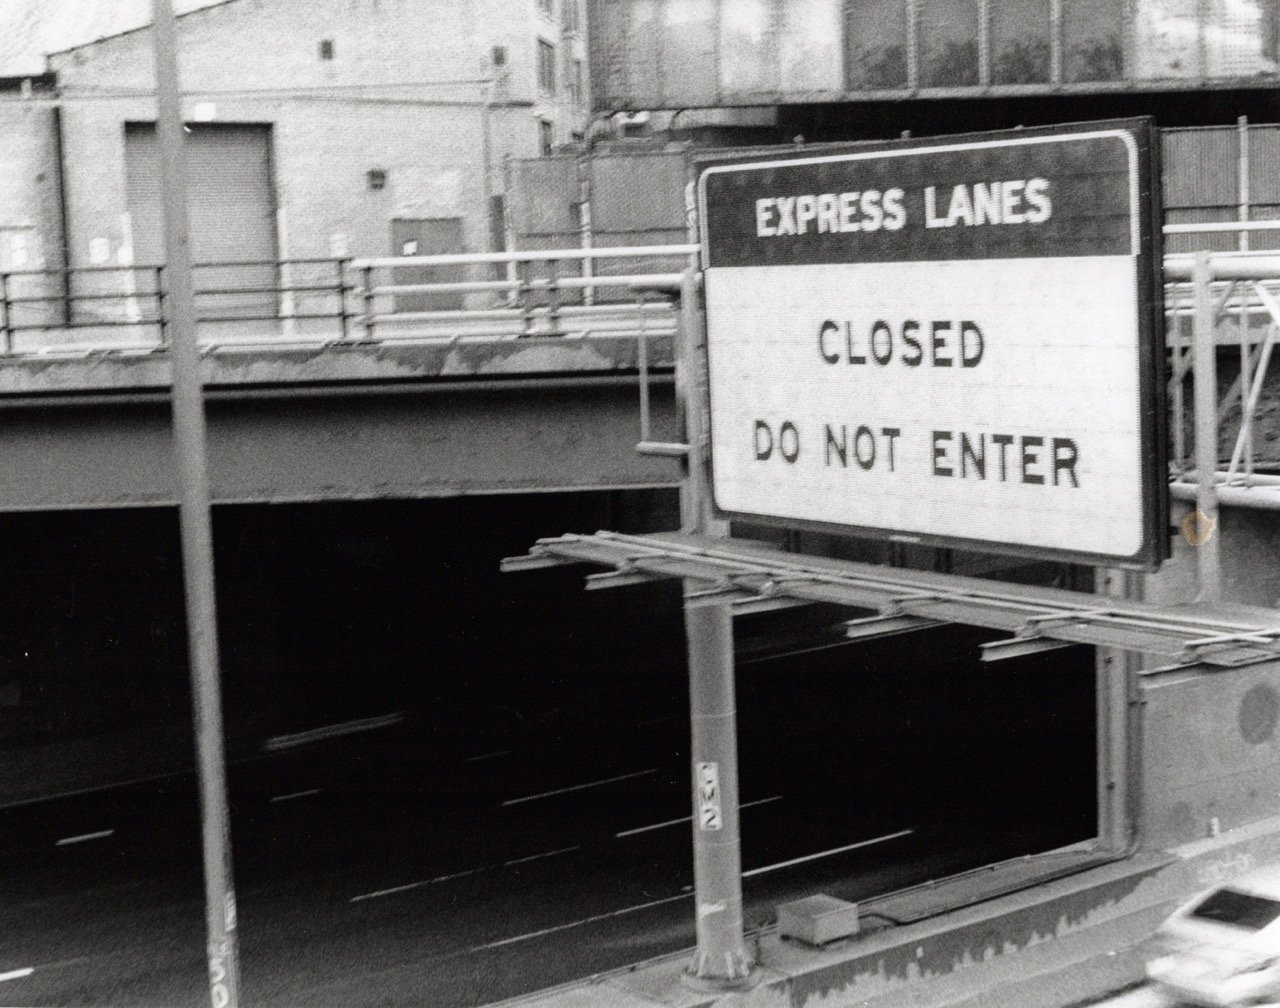 EXPRESS LANES
CLOSED
DO NOT ENTER